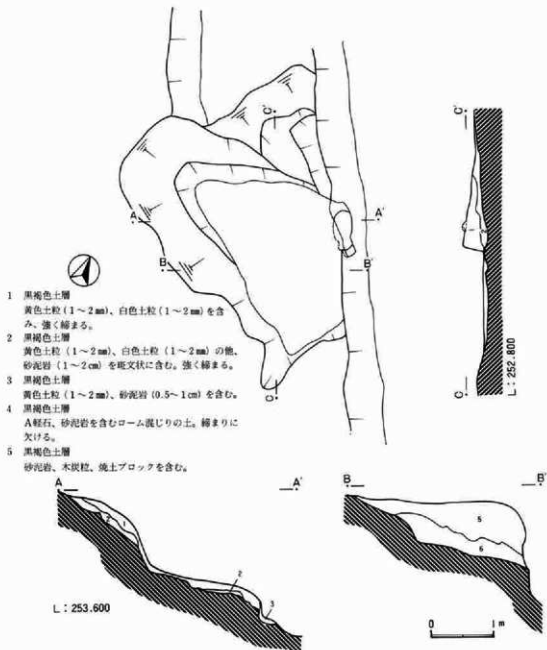 C'
C'
A
A'
B
B'
C
C
L：252.800
1 黒褐色土層
黄色土粒（1～2㎜）、白色土粒（1～2㎜）を含
み、強く締まる。
2 黒褐色土層
黄色土粒（1～2㎜）、白色土粒（1～2㎜）の他、
砂泥岩（1～2㎝）を斑文状に含む。強く締まる。
3 黒褐色土層
黄色土粒（1～2㎜）、砂泥岩（0.5～1㎝）を含む。
4 黒褐色土層
A軽石、砂泥岩を含むローム混じりの土。締まりに
欠ける。
5 黒褐色土層
砂泥岩、木炭粒、焼土ブロックを含む。
A
A'
B
B'
1
2
3
5
6
L：253.600
0 1m